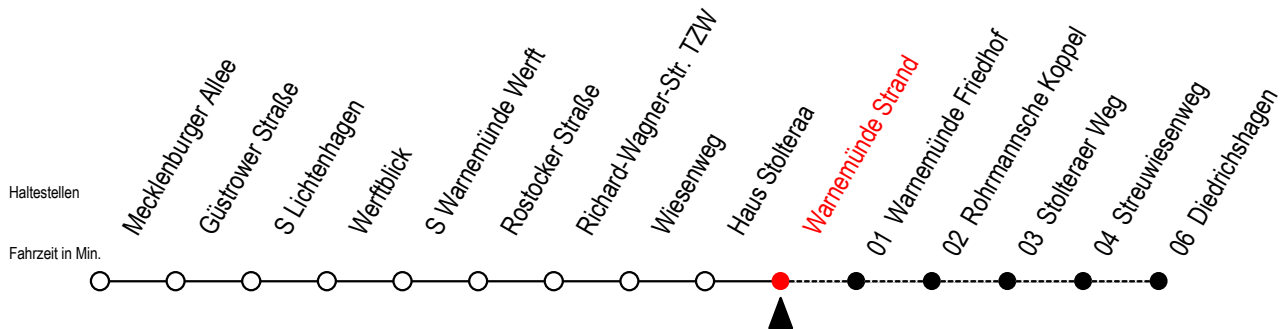 Haltestellen
Fahrzeit in Min.
Mecklenburger Allee
Güstrower Straße
S Lichtenhagen
Werftblick
S Warnemünde Werft
Rostocker Straße
Richard-Wagner-Str. TZW
Wiesenweg
Haus Stolteraa
Warnemünde Strand
01 Warnemünde Friedhof
02 Rohrmannsche Koppel
03 Stolteraer Weg
04 Streuwiesenweg
06 Diedrichshagen